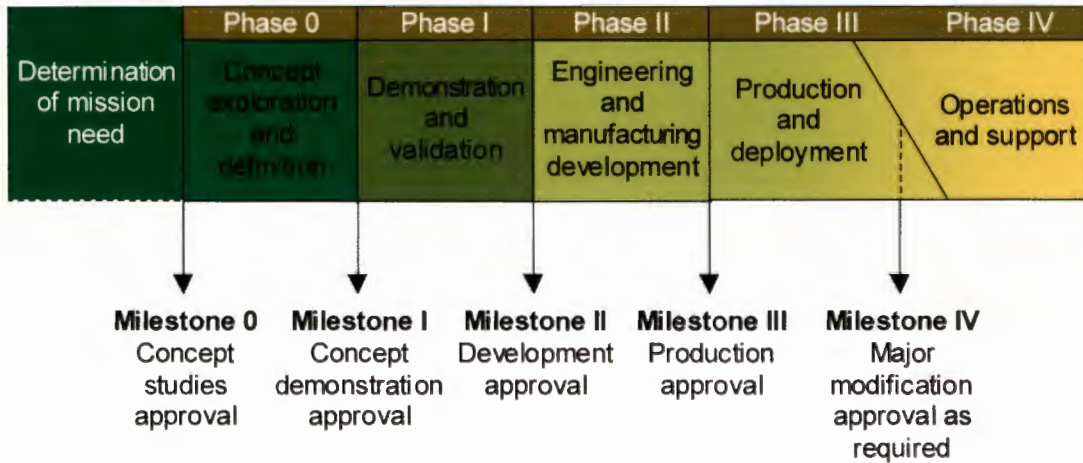 Phase 0
Phase I
Phase II
Phase III
Phase IV
Determination
of mission
need
Concept
exploration
and
definition
Demonstration
and
validation
Engineering
and
manufacturing
development
Production
and
deployment
Operations
and support
Milestone 0
Concept
studies
approval
Milestone I
Concept
demonstration
approval
Milestone II
Development
approval
Milestone III
Production
approval
Milestone IV
Major
modification
approval as
required